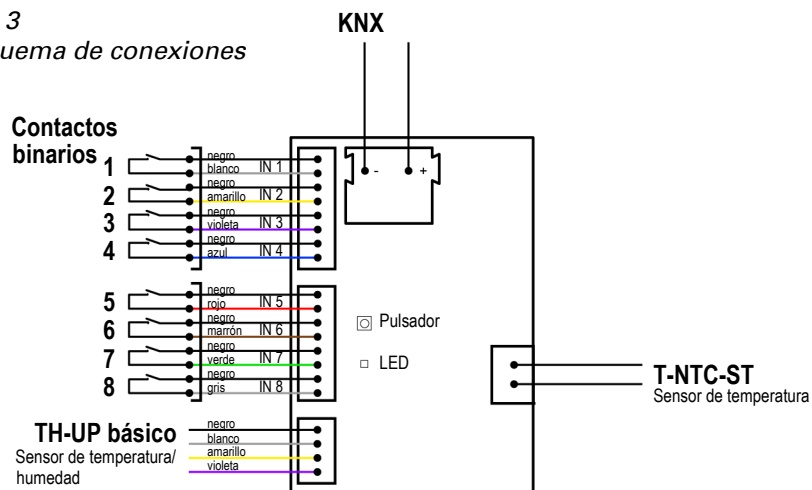 3
uema de conexiones
KNX
Contactos
binarios
- +
1 negro
blanco IN 1
2 negro
amarillo IN 2
3 negro
violeta IN 3
4 negro
azul IN 4
5 negro
rojo IN 5
6 negro
marrón IN 6
7 negro
verde IN 7
8 negro
gris IN 8
Pulsador
LED
T-NTC-ST
Sensor de temperatura
TH-UP básico
Sensor de temperatura/
humedad
negro
blanco
amarillo
violeta